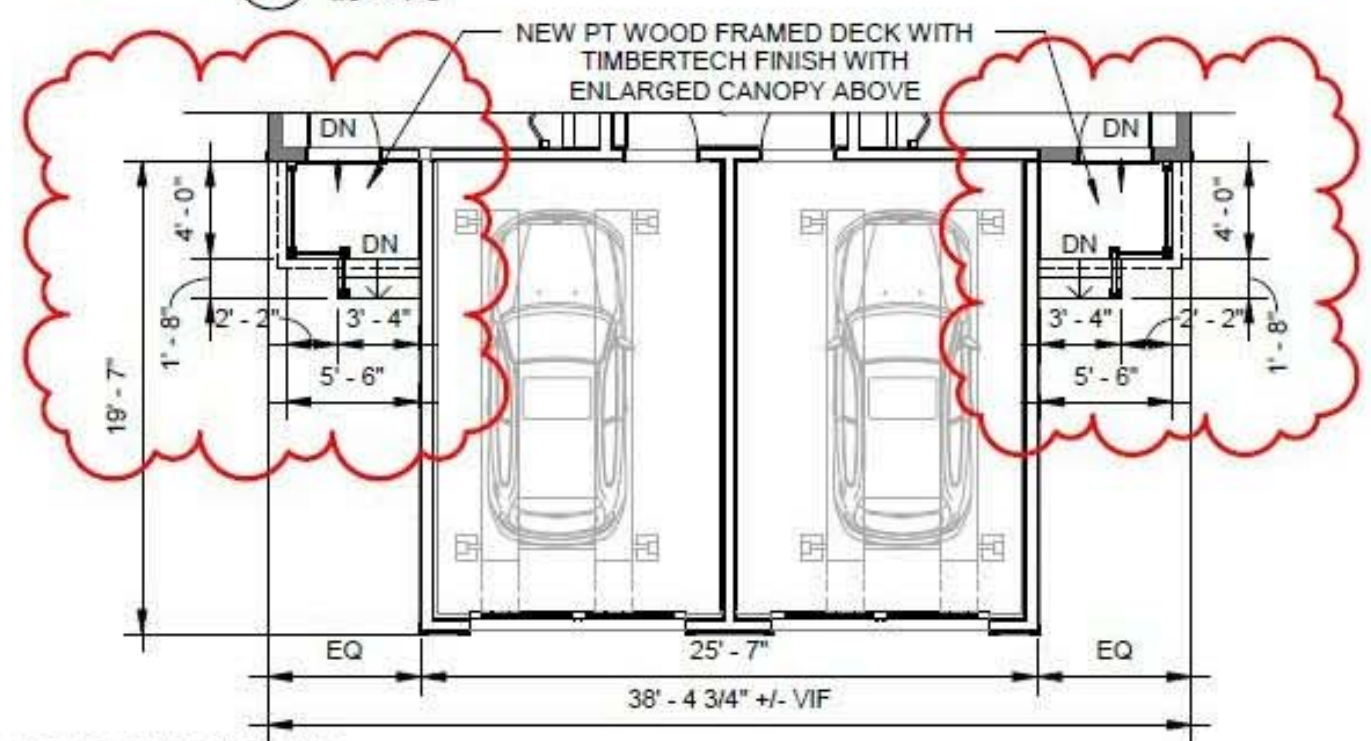 NEW PT WOOD FRAMED DECK WITH
TIMBERTECH FINISH WITH
ENLARGED CANOPY ABOVE
DN
DN
4' - 0"
4' - 0"
DN
DN
1' - 8"
2' - 2"
3' - 4"
3' - 4"
2' - 2"
1' - 8"
5' - 6"
5' - 6"
19' - 7"
EQ
25' - 7"
EQ
38' - 4 3/4" +/- VIF